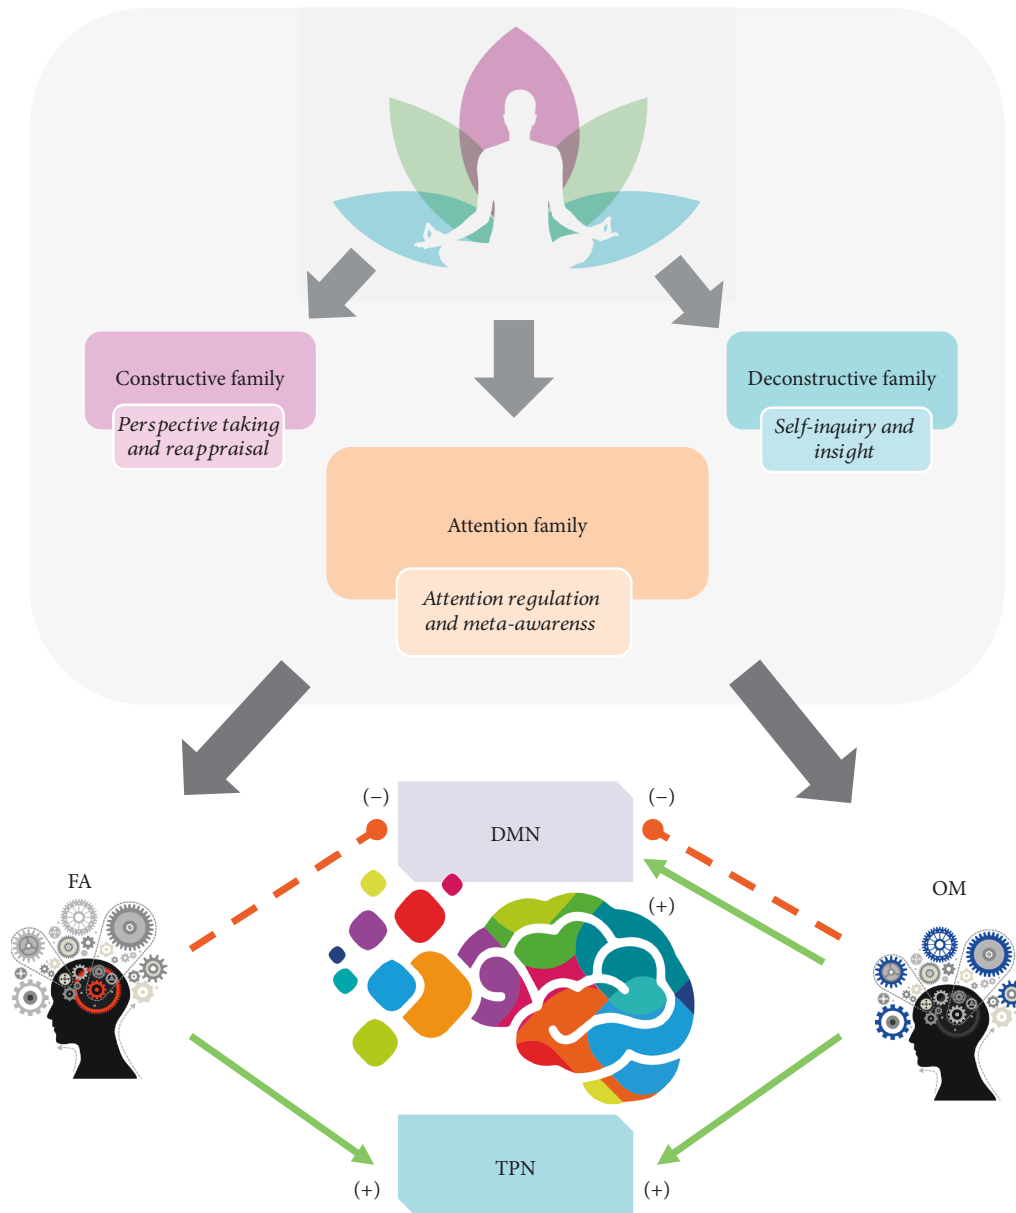 Constructive family
Perspective taking
and reappraisal
Deconstructive family
Self-inquiry and
insight
Attention family
Attention regulation
and meta-awarenss
(−)
(−)
DMN
FA
OM
(+)
TPN
(+)
(+)